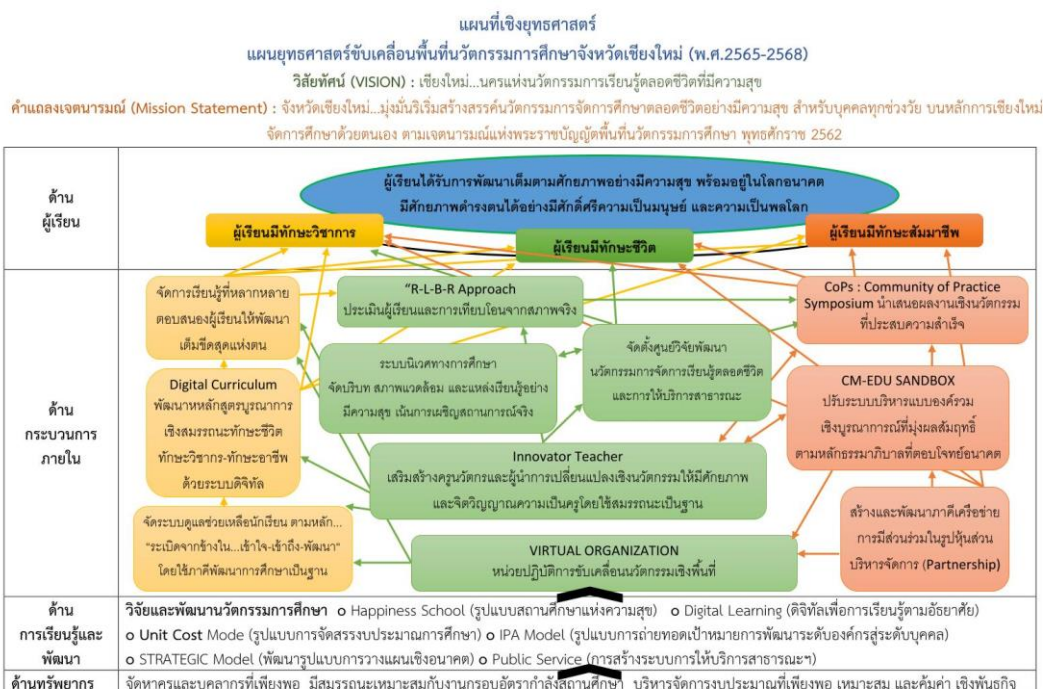 แผนที่เชิงยุทธศาสตร์
แผนยุทธศาสตร์ขับเคลื่อนพื้นที่นวัตกรรมการศึกษาจังหวัดเชียงใหม่ (พ.ศ.2565-2568)
วิสัยทัศน์ (VISION) : เชียงใหม่...นครแห่งนวัตกรรมการเรียนรู้ตลอดชีวิตที่มีความสุข
คำแถลงเจตนารมณ์ (Mission Statement) : จังหวัดเชียงใหม่...มุ่งมั่นริเริ่มสร้างสรรค์นวัตกรรมการจัดการศึกษาตลอดชีวิตอย่างมีความสุข สำหรับบุคคลทุกช่วงวัย บนหลักการเชียงใหม่
จัดการศึกษาด้วยตนเอง ตามเจตนารมณ์แห่งพระราชบัญญัติพื้นที่นวัตกรรมการศึกษา พุทธศักราช 2562
ด้าน
ผู้เรียน
ผู้เรียนได้รับการพัฒนาเต็มตามศักยภาพอย่างมีความสุข พร้อมอยู่ในโลกอนาคต
มีศักยภาพดำรงตนได้อย่างมีศักดิ์ศรีความเป็นมนุษย์ และความเป็นพลโลก
ผู้เรียนมีทักษะวิชาการ
ผู้เรียนมีทักษะชีวิต
ผู้เรียนมีทักษะสัมมาชีพ
ด้าน
กระบวนการ
ภายใน
จัดการเรียนรู้ที่หลากหลาย
ตอบสนองผู้เรียนให้พัฒนา
เต็มขีดสุดแห่งตน
"R-L-B-R Approach
ประเมินผู้เรียนและการเทียบโอนจากสภาพจริง
CoPs : Community of Practice
Symposium นำเสนอผลงานเชิงนวัตกรรม
ที่ประสบความสำเร็จ
ระบบนิเวศทางการศึกษา
จัดบริบท สภาพแวดล้อม และแหล่งเรียนรู้อย่าง
มีความสุข เน้นการเผชิญสถานการณ์จริง
จัดตั้งศูนย์วิจัยพัฒนา
นวัตกรรมการจัดการเรียนรู้ตลอดชีวิต
และการให้บริการสาธารณะ
Digital Curriculum
พัฒนาหลักสูตรบูรณาการ
เชิงสมรรถนะทักษะชีวิต
ทักษะวิชาการ-ทักษะอาชีพ
ด้วยระบบดิจิทัล
CM-EDU SANDBOX
ปรับระบบบริหารแบบองค์รวม
เชิงบูรณาการณ์ที่มุ่งผลสัมฤทธิ์
ตามหลักธรรมาภิบาลที่ตอบโจทย์อนาคต
Innovator Teacher
เสริมสร้างครูนวัตกรและผู้นำการเปลี่ยนแปลงเชิงนวัตกรรมให้มีศักยภาพ
และจิตวิญญาณความเป็นครูโดยใช้สมรรถนะเป็นฐาน
จัดระบบดูแลช่วยเหลือนักเรียน ตามหลัก...
"ระเบิดจากข้างใน...เข้าใจ-เข้าถึง-พัฒนา"
โดยใช้ภาคีพัฒนาการศึกษาเป็นฐาน
VIRTUAL ORGANIZATION
หน่วยปฏิบัติการขับเคลื่อนนวัตกรรมเชิงพื้นที่
สร้างและพัฒนาภาคีเครือข่าย
การมีส่วนร่วมในรูปหุ้นส่วน
บริหารจัดการ (Partnership)
ด้าน
การเรียนรู้และ
พัฒนา
วิจัยและพัฒนานวัตกรรมการศึกษา o Happiness School (รูปแบบสถานศึกษาแห่งความสุข) o Digital Learning (ดิจิทัลเพื่อการเรียนรู้ตามอัธยาศัย)
o Unit Cost Mode (รูปแบบการจัดสรรงบประมาณการศึกษา) o IPA Model (รูปแบบการถ่ายทอดเป้าหมายการพัฒนาระดับองค์กรสู่ระดับบุคคล)
o STRATEGIC Model (พัฒนารูปแบบการวางแผนเชิงอนาคต) o Public Service (การสร้างระบบการให้บริการสาธารณะฯ)
ด้านทรัพยากร
จัดหาครูและบุคลากรที่เพียงพอ มีสมรรถนะเหมาะสมกับงานกรอบอัตรากำลังสถานศึกษา บริหารจัดการงบประมาณที่เพียงพอ เหมาะสม และคุ้มค่า เชิงพันธกิจ